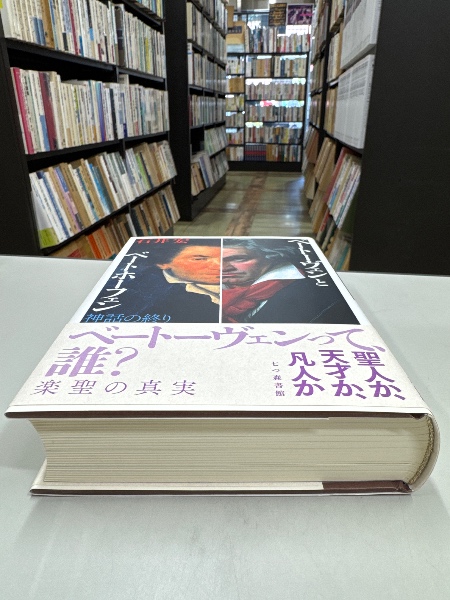 ベートーヴェンと
ベートホーフェン
神話の終り
石井宏
ベートーヴェンって、
誰?
楽聖の真実
聖人か、
天才か、
凡人か
七つ森書館